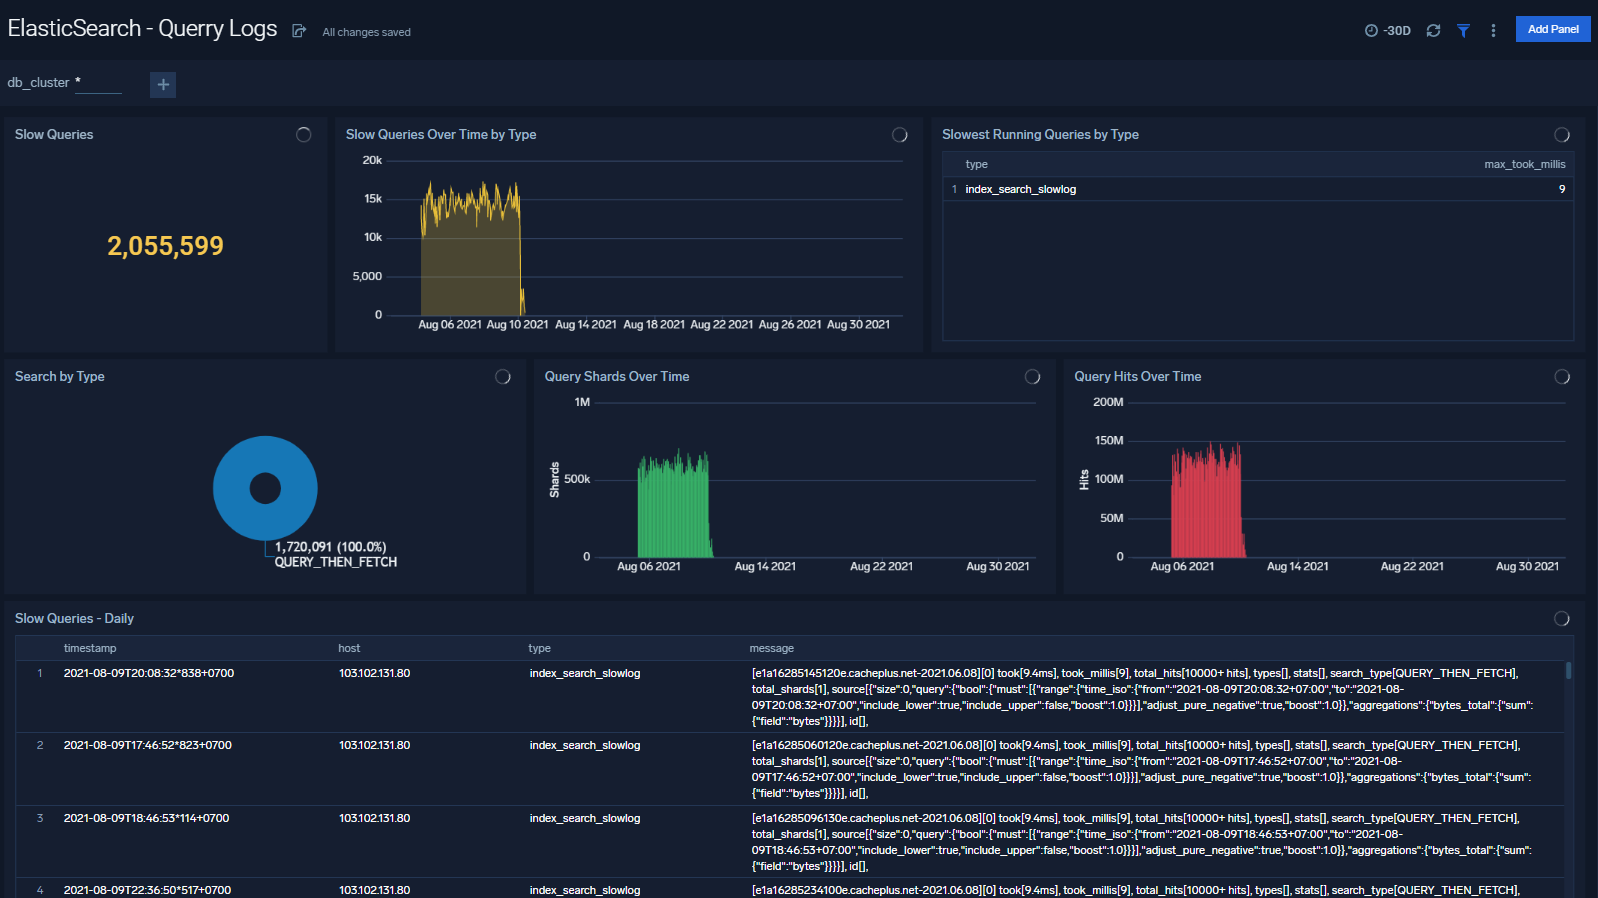 ElasticSearch - Querry Logs
All changes saved
-30D
Add Panel
db_cluster *
Slow Queries
2,055,599
Slow Queries Over Time by Type
20k
15k
10k
5,000
0
Aug 06 2021 Aug 10 2021 Aug 14 2021 Aug 18 2021 Aug 22 2021 Aug 26 2021 Aug 30 2021
Slowest Running Queries by Type
type max_took_millis
1 index_search_slowlog 9
Search by Type
1,720,091 (100.0%)
QUERY_THEN_FETCH
Query Shards Over Time
1M
500k
0
Shards
Aug 06 2021 Aug 14 2021 Aug 22 2021 Aug 30 2021
Query Hits Over Time
200M
150M
100M
50M
0
Hits
Aug 06 2021 Aug 14 2021 Aug 22 2021 Aug 30 2021
Slow Queries - Daily
timestamp host type message
1 2021-08-09T20:08:32*838+0700 103.102.131.80 index_search_slowlog [e1a16285145120e.cacheplus.net-2021.06.08][0] took[9.4ms], took_millis[9], total_hits[10000+ hits], types[], stats[], search_type[QUERY_THEN_FETCH],
total_shards[1], source[{"size":0,"query":{"bool":{"must":[{"range":{"time_iso":{"from":"2021-08-09T20:08:32+07:00","to":"2021-08-
09T20:08:32+07:00","include_lower":true,"include_upper":false,"boost":1.0}}}],"adjust_pure_negative":true,"boost":1.0}},"aggregations":{"bytes_total":{"sum":
{"field":"bytes"}}}}], id[],
2 2021-08-09T17:46:52*823+0700 103.102.131.80 index_search_slowlog [e1a16285060120e.cacheplus.net-2021.06.08][0] took[9.4ms], took_millis[9], total_hits[10000+ hits], types[], stats[], search_type[QUERY_THEN_FETCH],
total_shards[1], source[{"size":0,"query":{"bool":{"must":[{"range":{"time_iso":{"from":"2021-08-09T17:46:52+07:00","to":"2021-08-
09T17:46:52+07:00","include_lower":true,"include_upper":false,"boost":1.0}}}],"adjust_pure_negative":true,"boost":1.0}},"aggregations":{"bytes_total":{"sum":
{"field":"bytes"}}}}], id[],
3 2021-08-09T18:46:53*114+0700 103.102.131.80 index_search_slowlog [e1a16285096130e.cacheplus.net-2021.06.08][0] took[9.4ms], took_millis[9], total_hits[10000+ hits], types[], stats[], search_type[QUERY_THEN_FETCH],
total_shards[1], source[{"size":0,"query":{"bool":{"must":[{"range":{"time_iso":{"from":"2021-08-09T18:46:53+07:00","to":"2021-08-
09T18:46:53+07:00","include_lower":true,"include_upper":false,"boost":1.0}}}],"adjust_pure_negative":true,"boost":1.0}},"aggregations":{"bytes_total":{"sum":
{"field":"bytes"}}}}], id[],
4 2021-08-09T22:36:50*517+0700 103.102.131.80 index_search_slowlog [e1a16285234100e.cacheplus.net-2021.06.08][0] took[9.4ms], took_millis[9], total_hits[10000+ hits], types[], stats[], search_type[QUERY_THEN_FETCH],